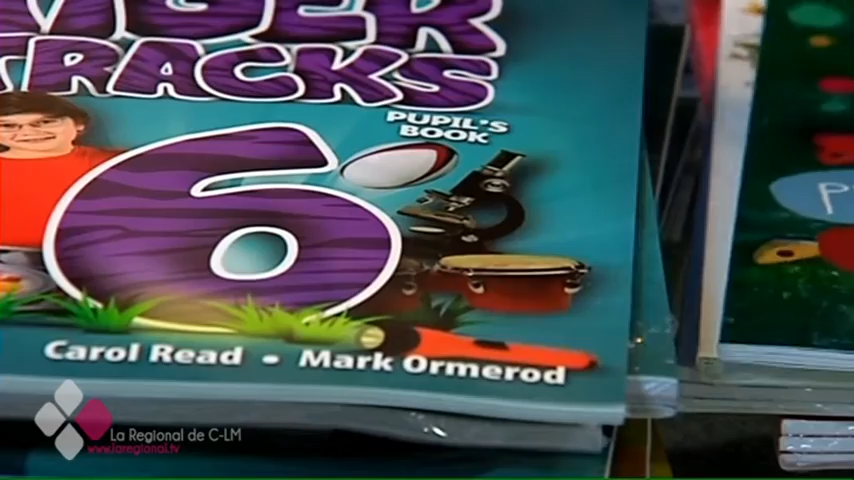 TRACKS
PUPIL'S
BOOK
6
Carol Read • Mark Ormerod
La Regional de C-LM
www.laregional.tv